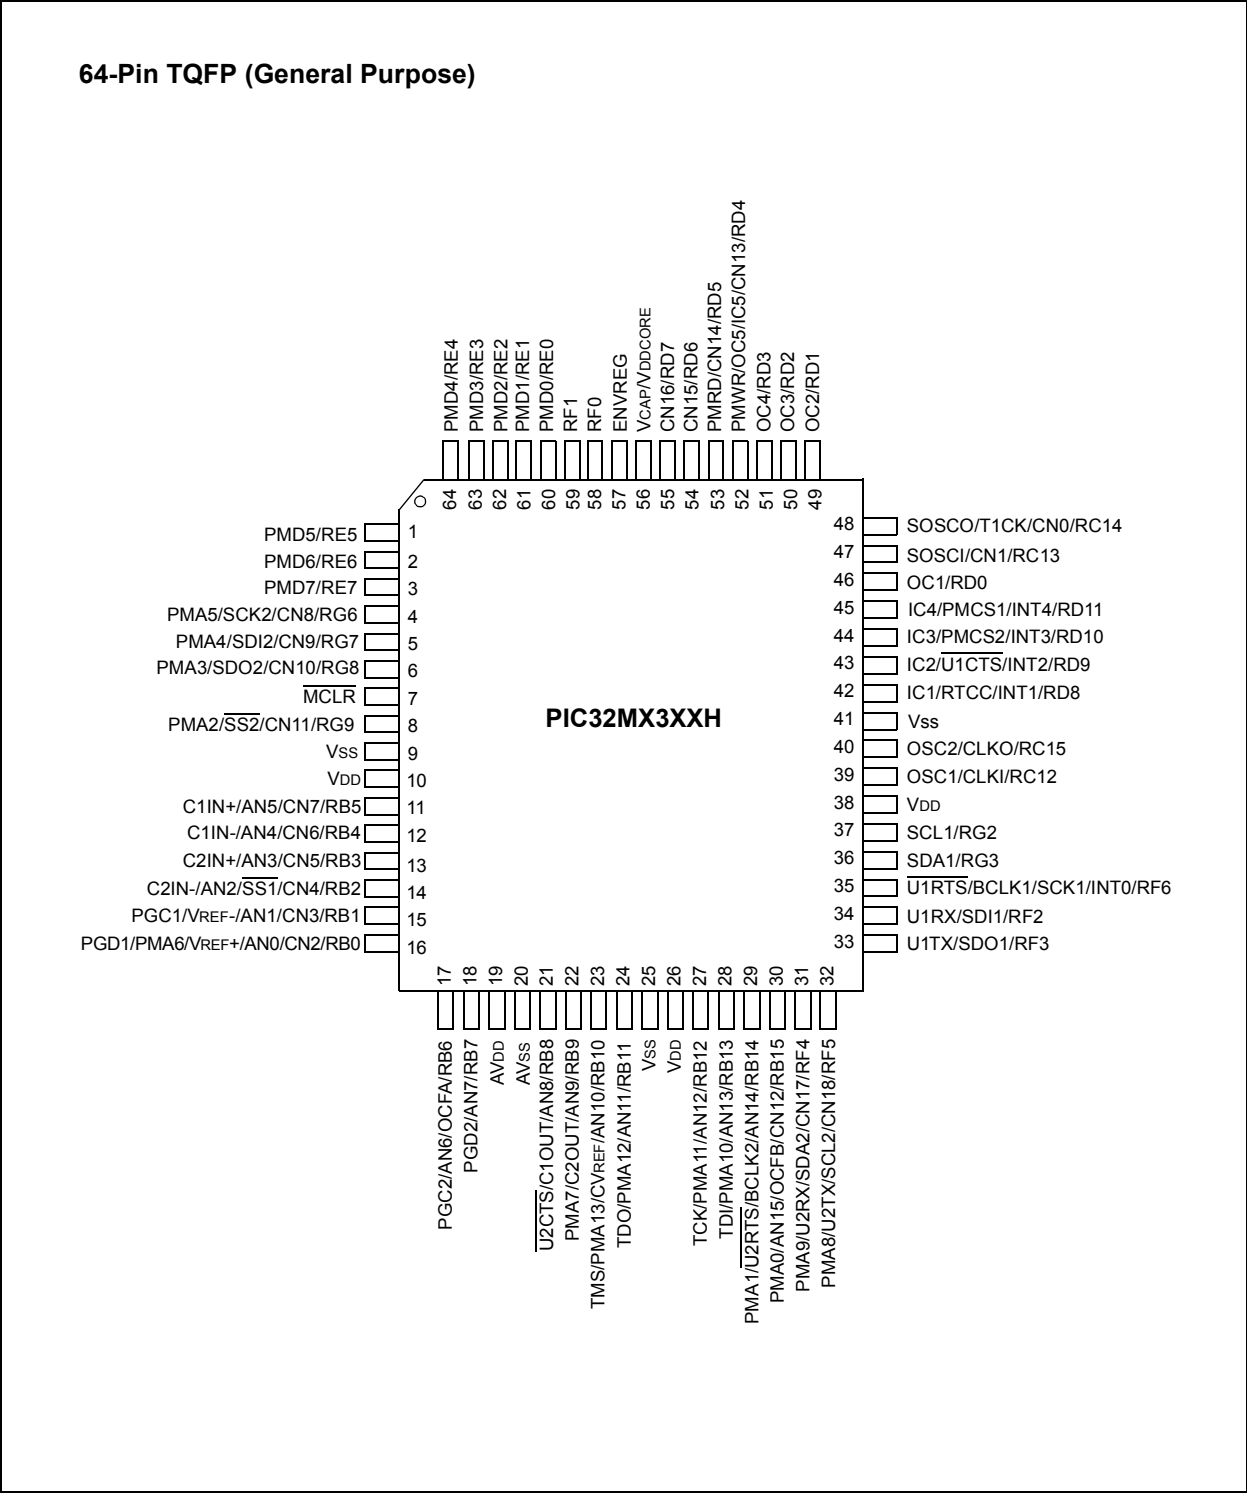 64-Pin TQFP (General Purpose)
PMD4/RE4
PMD3/RE3
PMD2/RE2
PMD1/RE1
PMD0/RE0
RF1
RF0
ENVREG
VCAP/VDDCORE
CN16/RD7
CN15/RD6
PMRD/CN14/RD5
PMWR/OC5/IC5/CN13/RD4
OC4/RD3
OC3/RD2
OC2/RD1
64
63
62
61
60
59
58
57
56
55
54
53
52
51
50
49
PMD5/RE5 1
PMD6/RE6 2
PMD7/RE7 3
PMA5/SCK2/CN8/RG6 4
PMA4/SDI2/CN9/RG7 5
PMA3/SDO2/CN10/RG8 6
MCLR 7
PMA2/SS2/CN11/RG9 8
VSS 9
VDD 10
C1IN+/AN5/CN7/RB5 11
C1IN-/AN4/CN6/RB4 12
C2IN+/AN3/CN5/RB3 13
C2IN-/AN2/SS1/CN4/RB2 14
PGC1/VREF-/AN1/CN3/RB1 15
PGD1/PMA6/VREF+/AN0/CN2/RB0 16
PIC32MX3XXH
48 SOSCO/T1CK/CN0/RC14
47 SOSCI/CN1/RC13
46 OC1/RD0
45 IC4/PMCS1/INT4/RD11
44 IC3/PMCS2/INT3/RD10
43 IC2/U1CTS/INT2/RD9
42 IC1/RTCC/INT1/RD8
41 Vss
40 OSC2/CLKO/RC15
39 OSC1/CLKI/RC12
38 VDD
37 SCL1/RG2
36 SDA1/RG3
35 U1RTS/BCLK1/SCK1/INT0/RF6
34 U1RX/SDI1/RF2
33 U1TX/SDO1/RF3
17
18
19
20
21
22
23
24
25
26
27
28
29
30
31
32
PGC2/AN6/OCFA/RB6
PGD2/AN7/RB7
AVDD
AVSS
U2CTS/C1OUT/AN8/RB8
PMA7/C2OUT/AN9/RB9
TMS/PMA13/CVREF/AN10/RB10
TDO/PMA12/AN11/RB11
VSS
VDD
TCK/PMA11/AN12/RB12
TDI/PMA10/AN13/RB13
PMA1/U2RTS/BCLK2/AN14/RB14
PMA0/AN15/OCFB/CN12/RB15
PMA9/U2RX/SDA2/CN17/RF4
PMA8/U2TX/SCL2/CN18/RF5